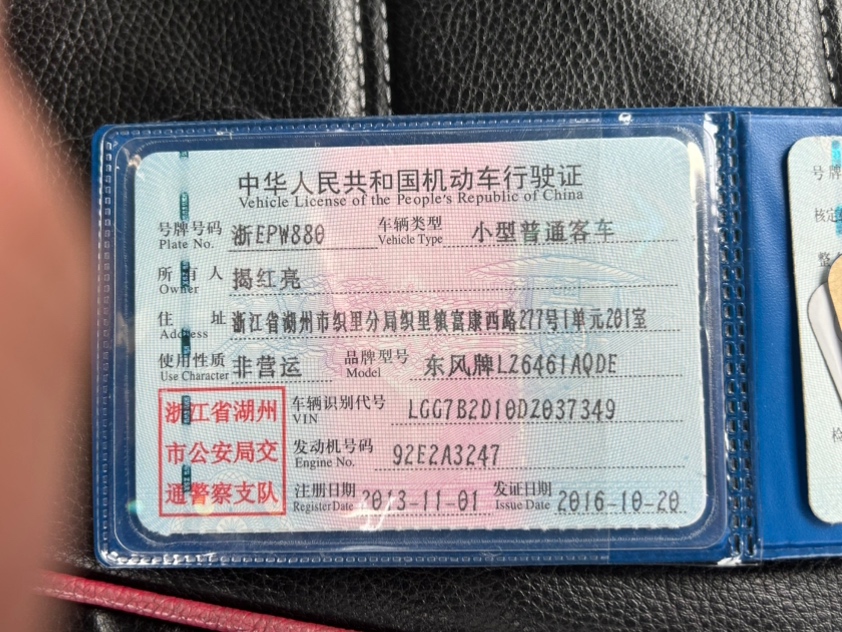 中华人民共和国机动车行驶证
Vehicle License of the People's Republic of China
号牌号码 浙EPW880 车辆类型 小型普通客车
Plate No. Vehicle Type
所有人 揭红亮
Owner
住址 浙江省湖州市织里分局织里镇富康西路277号1单元201室
Address
使用性质 非营运 品牌型号 东风牌LZ6461AQDE
Use Character Model
浙江省湖州
市公安局交
通警察支队
车辆识别代号 LGG7B2D10DZ037349
VIN
发动机号码 92E2A3247
Engine No.
注册日期 2013-11-01 发证日期 2016-10-20
Register Date Issue Date
号牌
核定
整